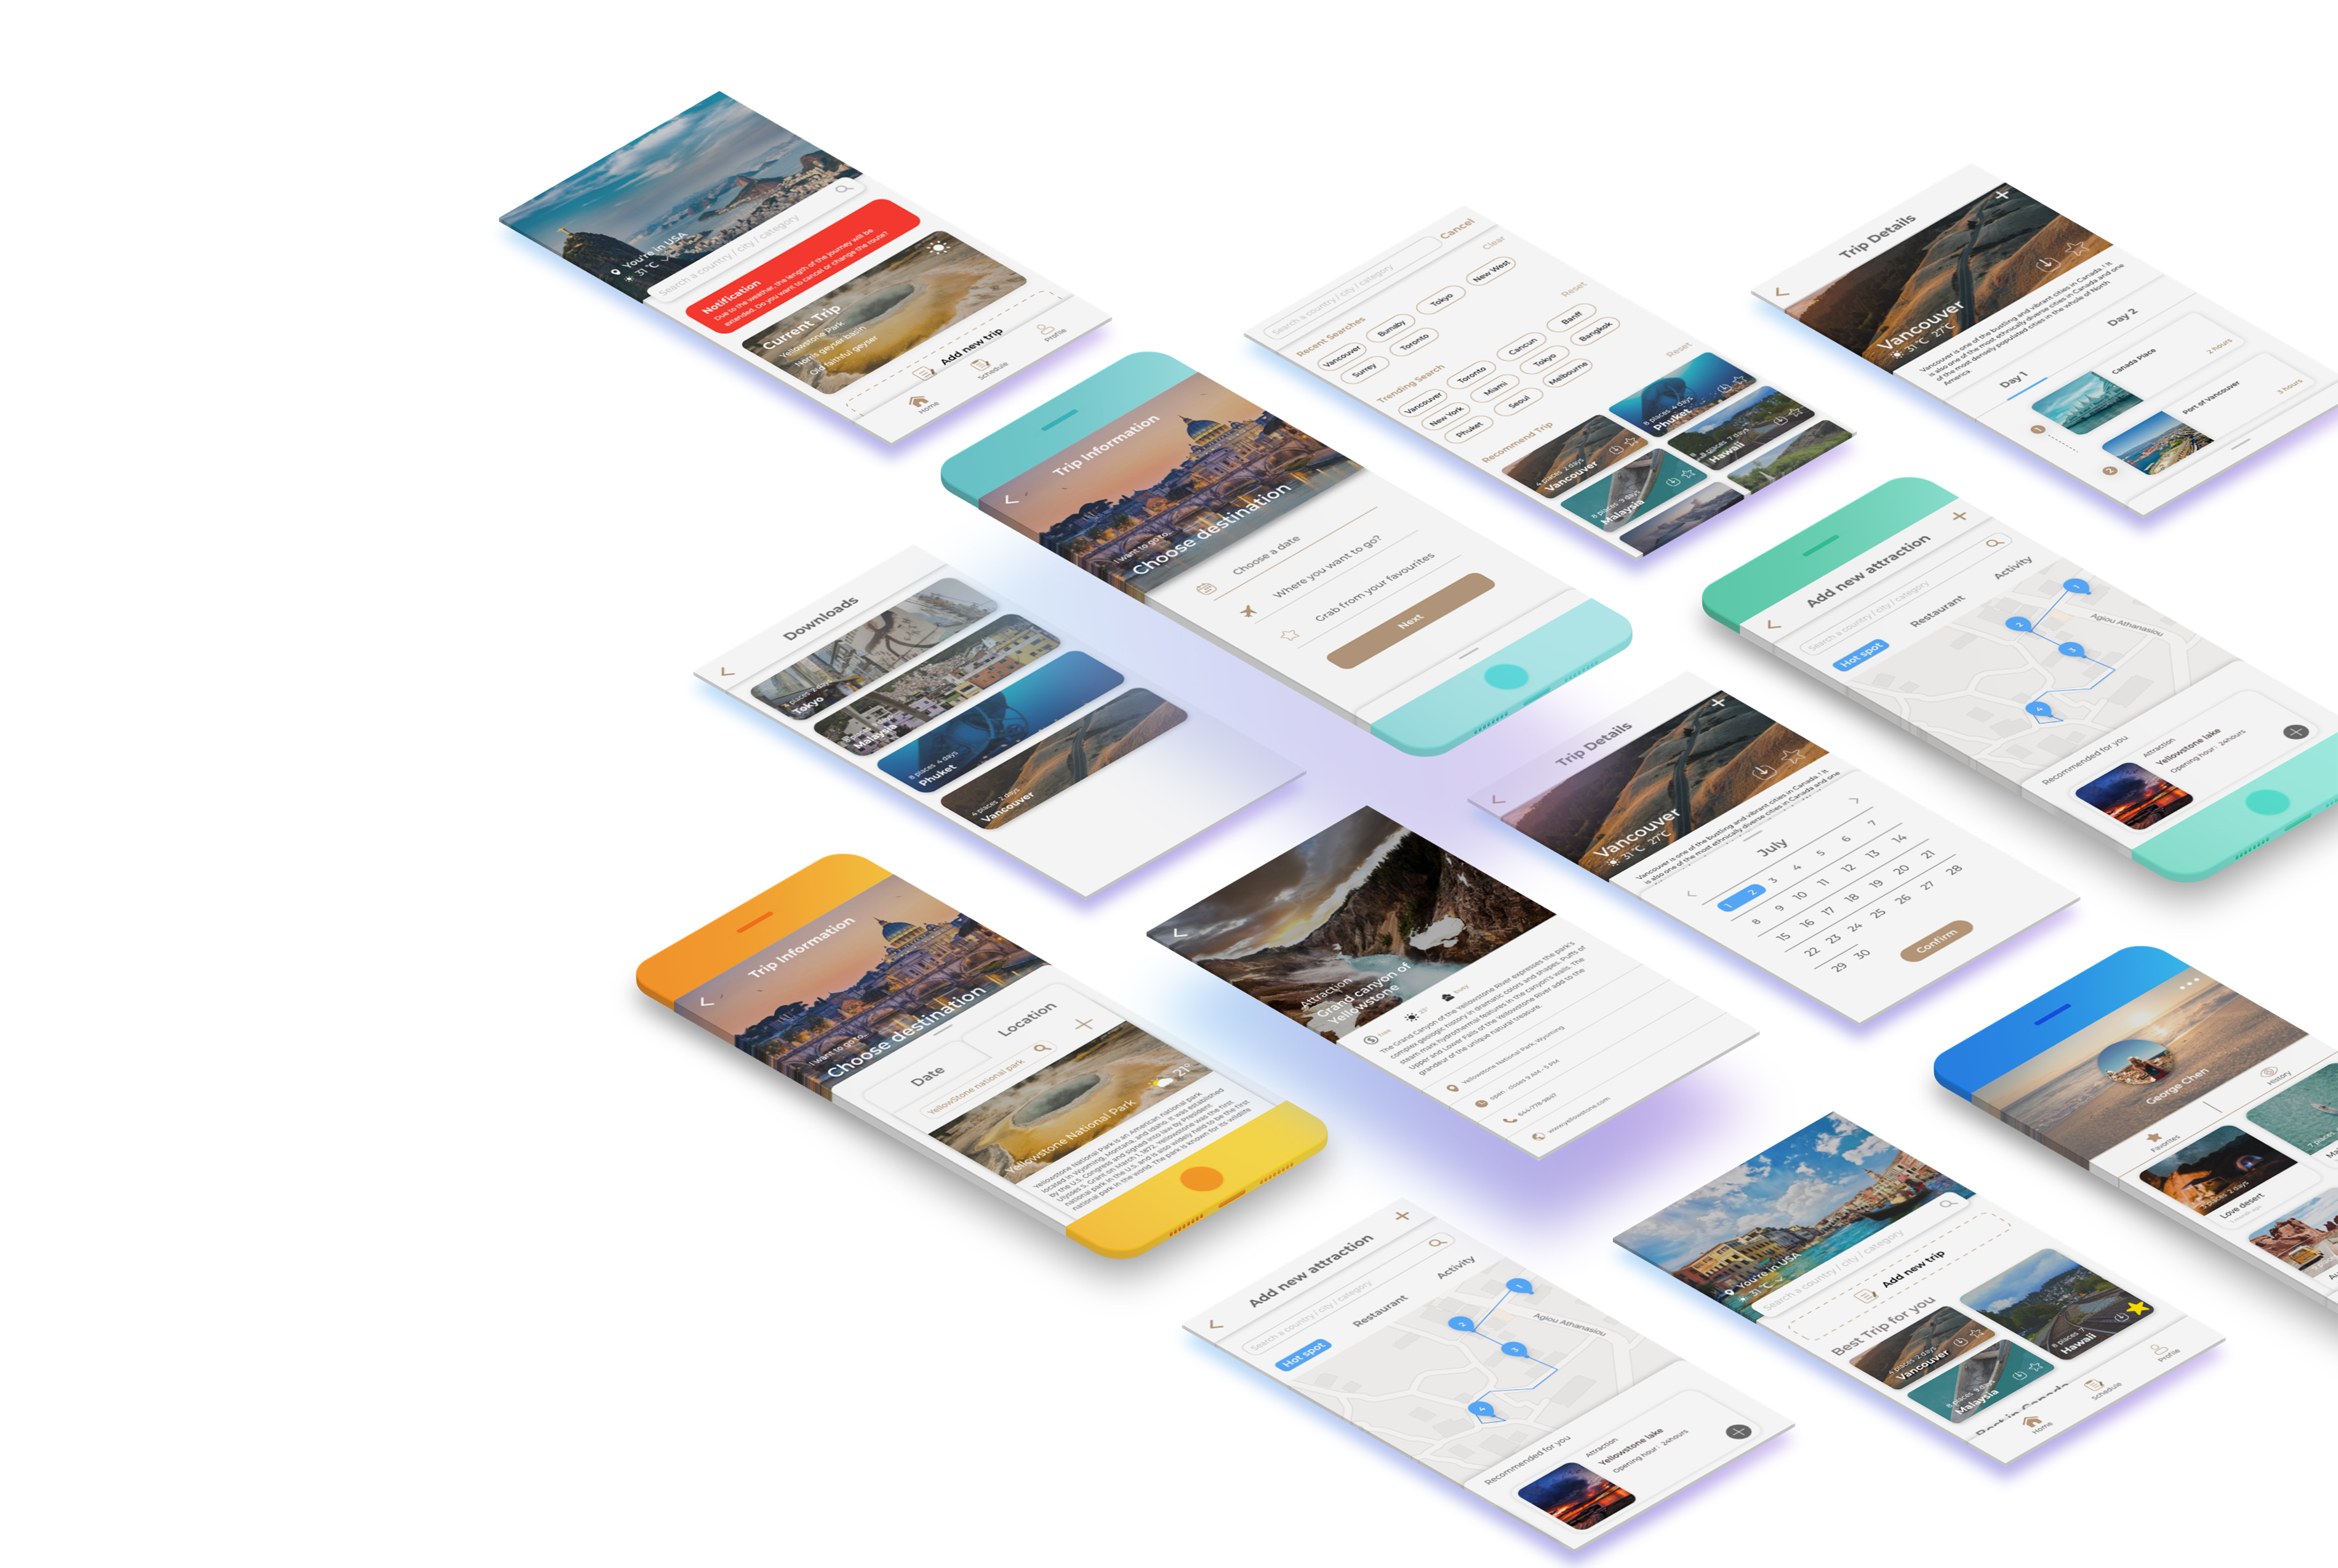 You're in USA
31 °C
Search a country / city / category
Notification
Due to the weather, the length of the journey will be
extended. Do you want to cancel or change the route?
Current Trip
Yellowstone Park
Norris geyser basin
Old faithful geyser
Add new trip
Home
Schedule
Profile
Trip Information
I want to go to..
Choose destination
Choose a date
Where you want to go?
Grab from your favourites
Next
Search a country / city / category
Cancel
Recent Searches
Clear
Vancouver
Burnaby
Tokyo
New West
Surrey
Toronto
Trending Search
Reset
Vancouver
Toronto
Cancun
Banff
New York
Miami
Tokyo
Bangkok
Phuket
Seoul
Melbourne
Recommend Trip
Reset
4 places 2 days
Vancouver
8 places 4 days
Phuket
8 places 9 days
Malaysia
8 places 7 days
Hawaii
Trip Details
Vancouver
31 °C 27°C
Vancouver is one of the bustling and vibrant cities in Canada ! It
is also one of the most ethnically diverse cities in Canada and one
of the most densely populated cities in the whole of North
America
Day 1
Day 2
1
Canada Place
2 hours
2
Port of Vancouver
3 hours
Downloads
4 places 2 days
Tokyo
Malaysia
8 places 4 days
Phuket
4 places 2 days
Vancouver
Add new attraction
Search a country / city / category
Hot spot
Restaurant
Activity
1
2
3
4
Agiou Athanasiou
Recommended for you
Attraction
Yellowstone lake
Opening hour : 24hours
Trip Details
Vancouver
31 °C 27°C
Vancouver is one of the bustling and vibrant cities in Canada ! It
is also one of the most ethnically diverse cities in Canada and one
July
1 2 3 4 5 6 7
8 9 10 11 12 13 14
15 16 17 18 19 20 21
22 23 24 25 26 27 28
29 30
Confirm
Trip Information
I want to go to..
Choose destination
Date
Location
YellowStone national park
Yellowstone National Park
21°
Yellowstone National Park is an American national park
located in Wyoming, Montana, and Idaho. It was established
by the U.S. Congress and signed into law by President
Ulysses S. Grant on March 1, 1872. Yellowstone was the first
national park in the U.S. and is also widely held to be the first
national park in the world. The park is known for its wildlife
Attraction
Grand canyon of
Yellowstone
free
23°
Busy
The Grand Canyon of the Yellowstone River expresses the park's
complex geologic history in dramatic colors and shapes. Puffs of
steam mark hydrothermal features in the canyon's walls. The
Upper and Lower Falls of the Yellowstone River add to the
grandeur of the unique natural treasure.
Yellowstone National Park, Wyoming
open · closes 9 AM - 5 PM
644-778-9847
www.yellowstone.com
George Chen
Favorites
History
places 2 days
Love desert
7 places
Add new attraction
Search a country / city / category
Hot spot
Restaurant
Activity
1
2
3
4
Agiou Athanasiou
Recommended for you
Attraction
Yellowstone lake
Opening hour : 24hours
You're in USA
31 °C
Search a country / city / category
Add new trip
Best Trip for you
4 places 2 days
Vancouver
8 places 7
Hawaii
8 places 9 days
Malaysia
Home
Schedule
Profile